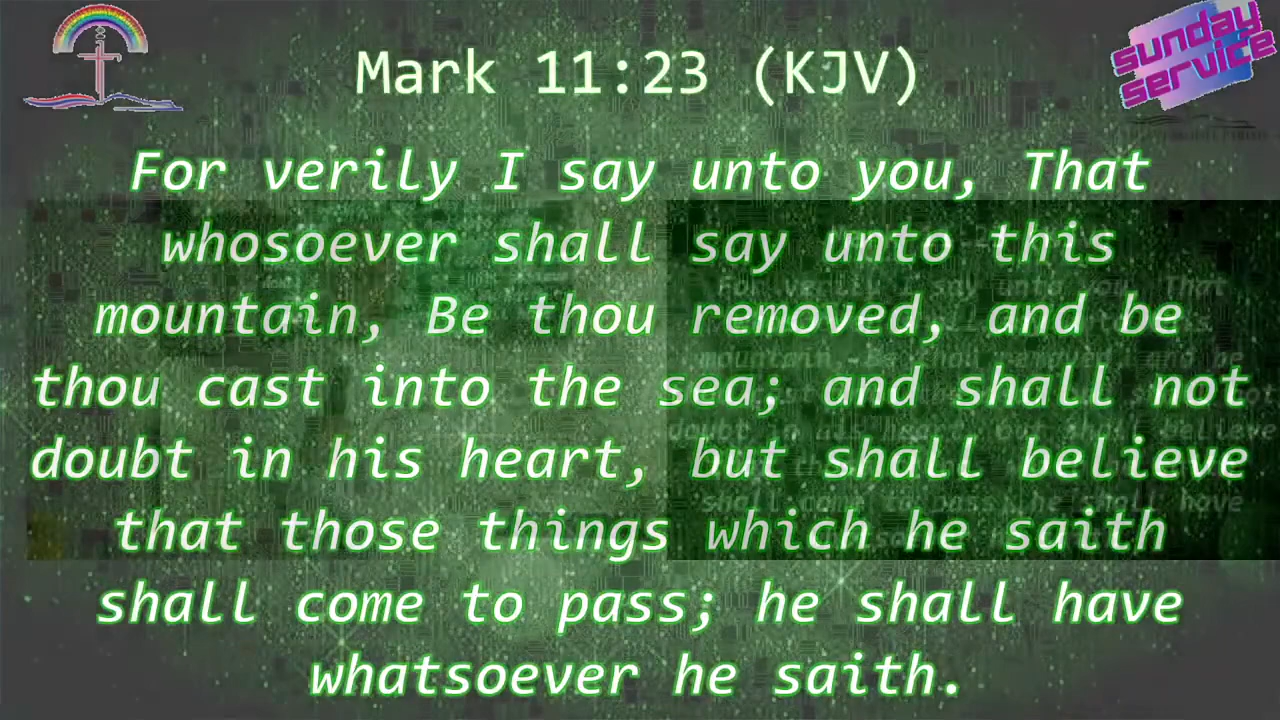 Mark 11:23 (KJV)
sunday
service
For verily I say unto you, That
whosoever shall say unto this
mountain, Be thou removed, and be
thou cast into the sea; and shall not
doubt in his heart, but shall believe
that those things which he saith
shall come to pass; he shall have
whatsoever he saith.